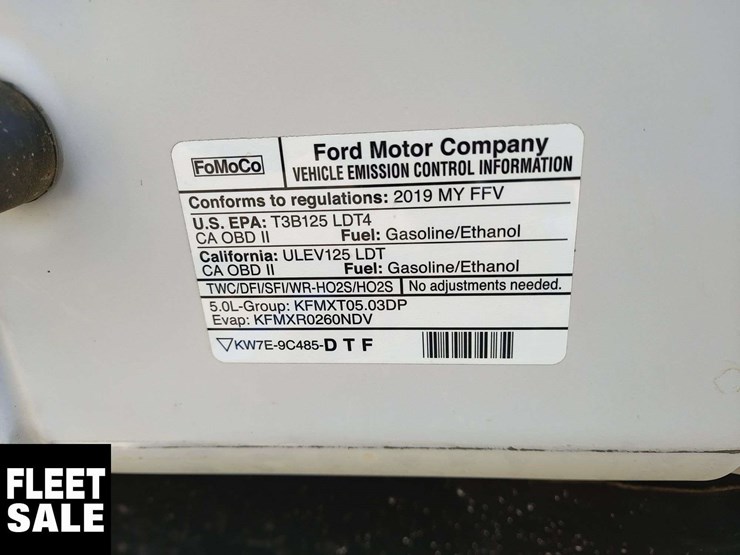 FoMoCo
Ford Motor Company
VEHICLE EMISSION CONTROL INFORMATION
Conforms to regulations: 2019 MY FFV
U.S. EPA: T3B125 LDT4
CA OBD II Fuel: Gasoline/Ethanol
California: ULEV125 LDT
CA OBD II Fuel: Gasoline/Ethanol
TWC/DFI/SFI/WR-HO2S/HO2S No adjustments needed.
5.0L-Group: KFMXT05.03DP
Evap: KFMXR0260NDV
KW7E-9C485-D T F
FLEET
SALE